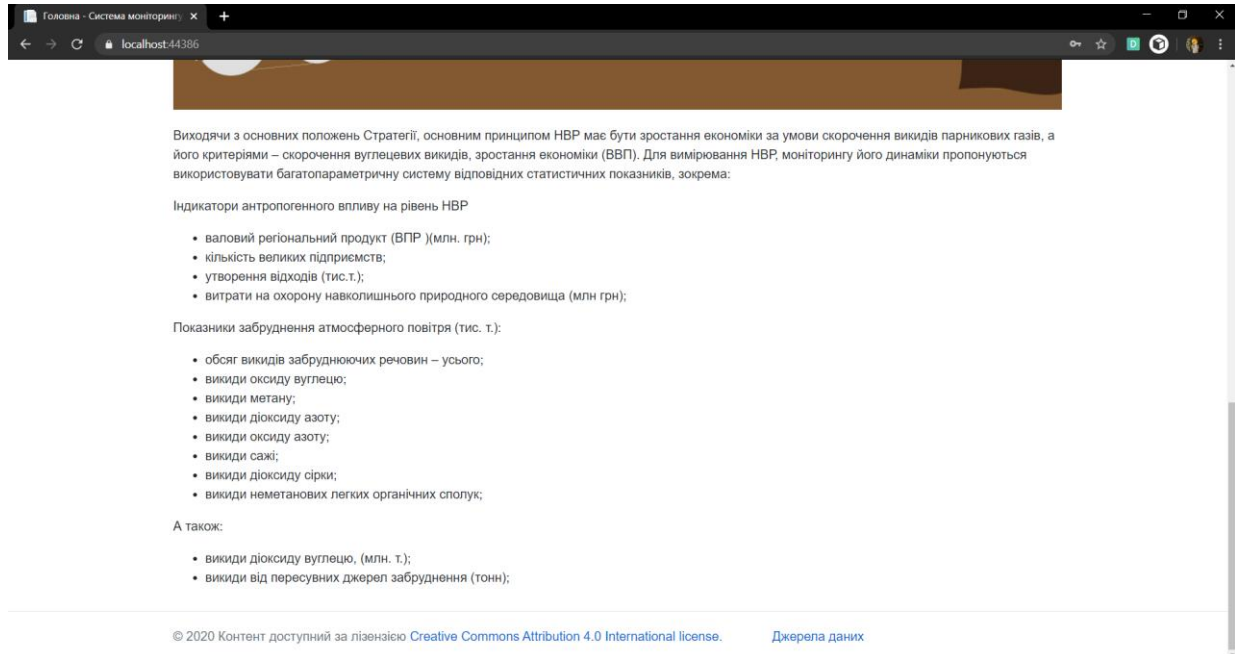 Головна - Система моніторингу
localhost:44386
Виходячи з основних положень Стратегії, основним принципом НВР має бути зростання економіки за умови скорочення викидів парникових газів, а
його критеріями – скорочення вуглецевих викидів, зростання економіки (ВВП). Для вимірювання НВР, моніторингу його динаміки пропонуються
використовувати багатопараметричну систему відповідних статистичних показників, зокрема:
Індикатори антропогенного впливу на рівень НВР
• валовий регіональний продукт (ВПР )(млн. грн);
• кількість великих підприємств;
• утворення відходів (тис.т.);
• витрати на охорону навколишнього природного середовища (млн грн);
Показники забруднення атмосферного повітря (тис. т.):
• обсяг викидів забруднюючих речовин – усього;
• викиди оксиду вуглецю;
• викиди метану;
• викиди діоксиду азоту;
• викиди оксиду азоту;
• викиди сажі;
• викиди діоксиду сірки;
• викиди неметанових легких органічних сполук;
А також:
• викиди діоксиду вуглецю, (млн. т.);
• викиди від пересувних джерел забруднення (тонн);
© 2020 Контент доступний за лізензією Creative Commons Attribution 4.0 International license. Джерела даних